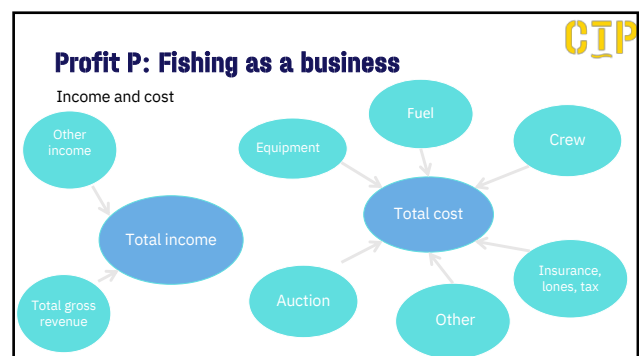 CTP
Profit P: Fishing as a business
Income and cost
Other
income
Total income
Total gross
revenue
Equipment
Fuel
Crew
Total cost
Auction
Other
Insurance,
lones, tax